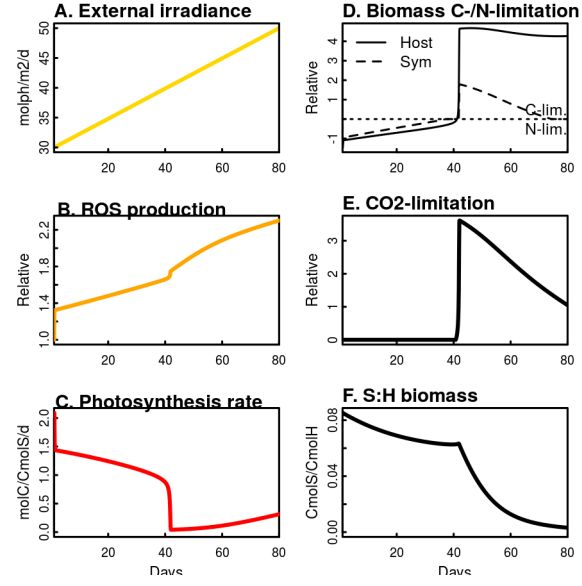 A. External irradiance
molph/m2/d
30 35 40 45 50
20 40 60 80
B. ROS production
Relative
1.0 1.4 1.8 2.2
20 40 60 80
C. Photosynthesis rate
molC/CmolS/d
0.0 0.5 1.0 1.5 2.0
20 40 60 80
Days
D. Biomass C-/N-limitation
Relative
-1 1 2 4
Host
Sym
C-lim.
N-lim.
20 40 60 80
E. CO2-limitation
Relative
0 1 2 3
20 40 60 80
F. S:H biomass
CmolS/CmolH
0.00 0.04 0.08
20 40 60 80
Days